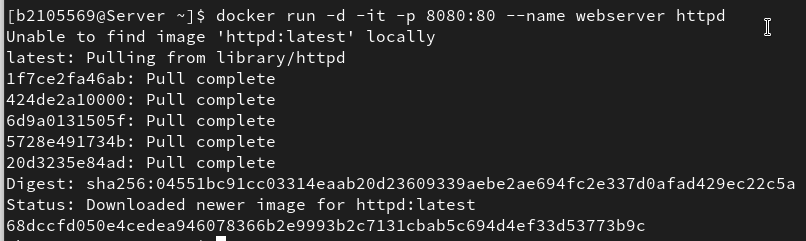 [b2105569@Server ~]$ docker run -d -it -p 8080:80 --name webserver httpd
Unable to find image 'httpd:latest' locally
latest: Pulling from library/httpd
1f7ce2fa46ab: Pull complete
424de2a10000: Pull complete
6d9a0131505f: Pull complete
5728e491734b: Pull complete
20d3235e84ad: Pull complete
Digest: sha256:04551bc91cc03314eaab20d23609339aebe2ae694fc2e337d0afad429ec22c5a
Status: Downloaded newer image for httpd:latest
68dccfd050e4cedea946078366b2e9993b2c7131cbab5c694d4ef33d53773b9c